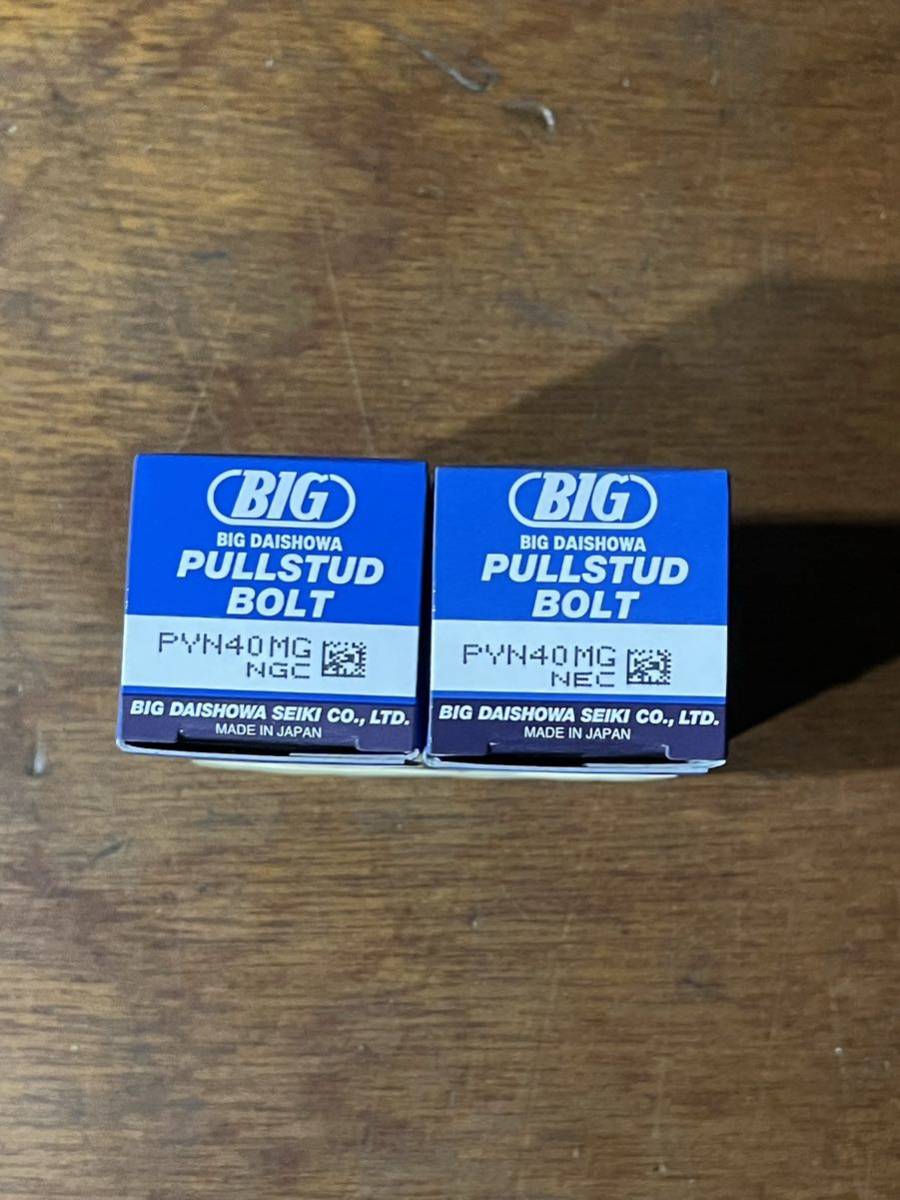 BIG
BIG DAISHOWA
PULLSTUD
BOLT
PYN40MG
NGC
BIG DAISHOWA SEIKI CO., LTD.
MADE IN JAPAN
BIG
BIG DAISHOWA
PULLSTUD
BOLT
PYN40MG
NEC
BIG DAISHOWA SEIKI CO., LTD.
MADE IN JAPAN